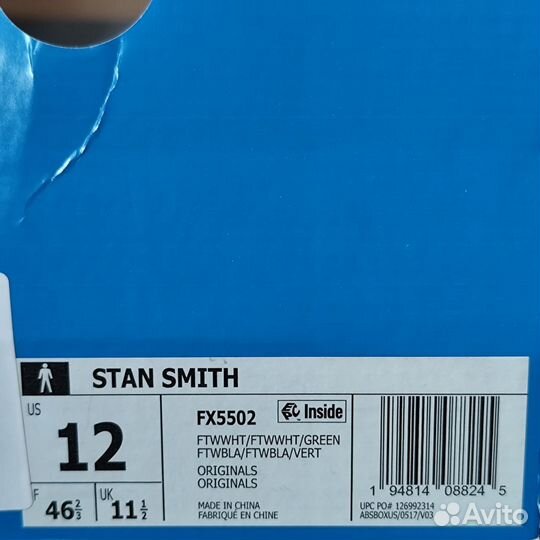 STAN SMITH
US
12
F
46 2/3
UK
11 1/2
FX5502
Inside
FTWWHT/FTWWHT/GREEN
FTWBLA/FTWBLA/VERT
ORIGINALS
ORIGINALS
MADE IN CHINA
FABRIQUÉ EN CHINE
1 94814 08824 5
UPC PO# 126992314
ABSBOXUS/0517/V03
Avito